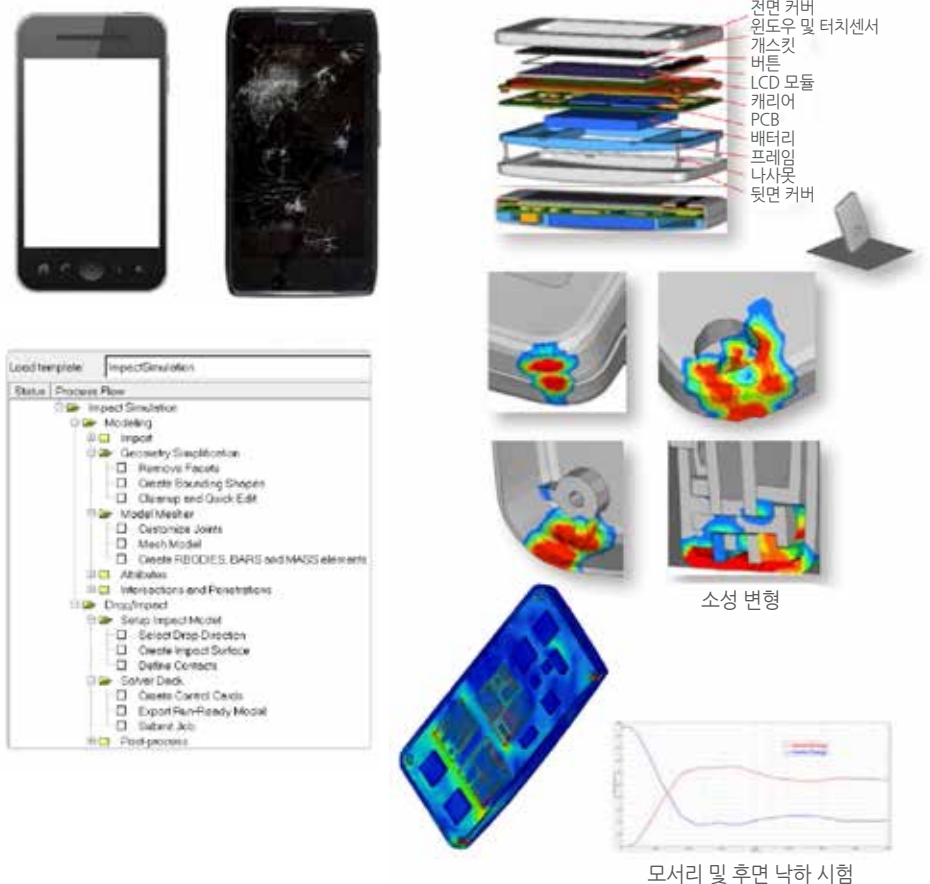 전면 커버
윈도우 및 터치센서
개스킷
버튼
LCD 모듈
캐리어
PCB
배터리
프레임
나사못
뒷면 커버
Load template: ImpactSimulation
Status Process Flow
Impact Simulation
Modeling
Import
Geometry Simplification
Remove Facets
Create Bounding Shapes
Cleanup and Quick Edit
Model Mesher
Customize Joints
Mesh Model
Create RBODIES, BARS and MASS elements
Attributes
Intersections and Penetrations
Drop/Impact
Setup Impact Model
Select Drop Direction
Create Impact Surface
Define Contacts
Solver Deck
Create Control Cards
Export Run-Ready Model
Submit Job
Post-process
소성 변형
모서리 및 후면 낙하 시험